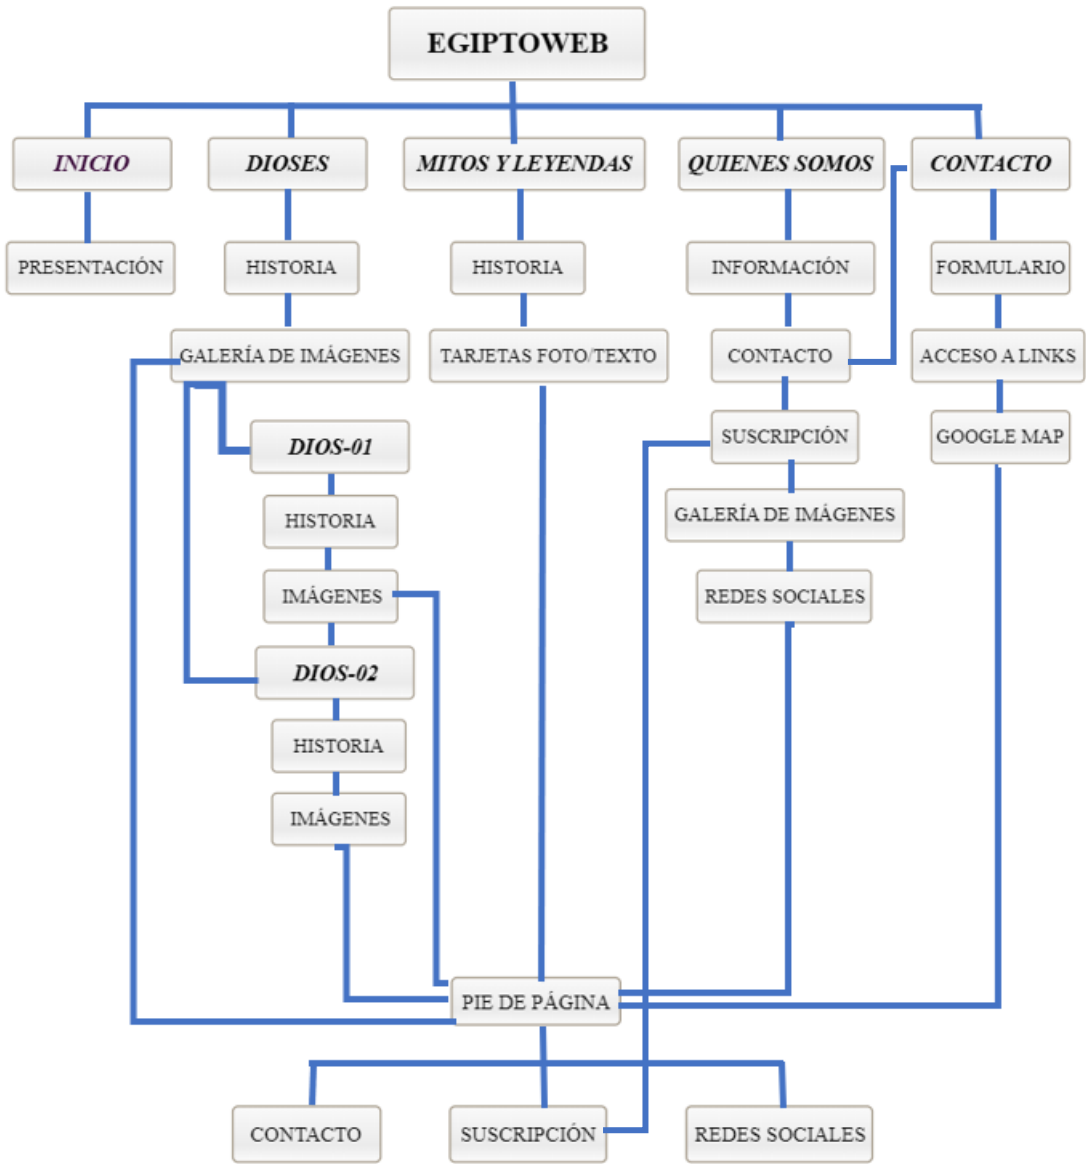 EGIPTOWEB
INICIO
DIOSES
MITOS Y LEYENDAS
QUIENES SOMOS
CONTACTO
PRESENTACIÓN
HISTORIA
HISTORIA
INFORMACIÓN
FORMULARIO
GALERÍA DE IMÁGENES
TARJETAS FOTO/TEXTO
CONTACTO
ACCESO A LINKS
DIOS-01
SUSCRIPCIÓN
GOOGLE MAP
HISTORIA
GALERÍA DE IMÁGENES
IMÁGENES
REDES SOCIALES
DIOS-02
HISTORIA
IMÁGENES
PIE DE PÁGINA
CONTACTO
SUSCRIPCIÓN
REDES SOCIALES